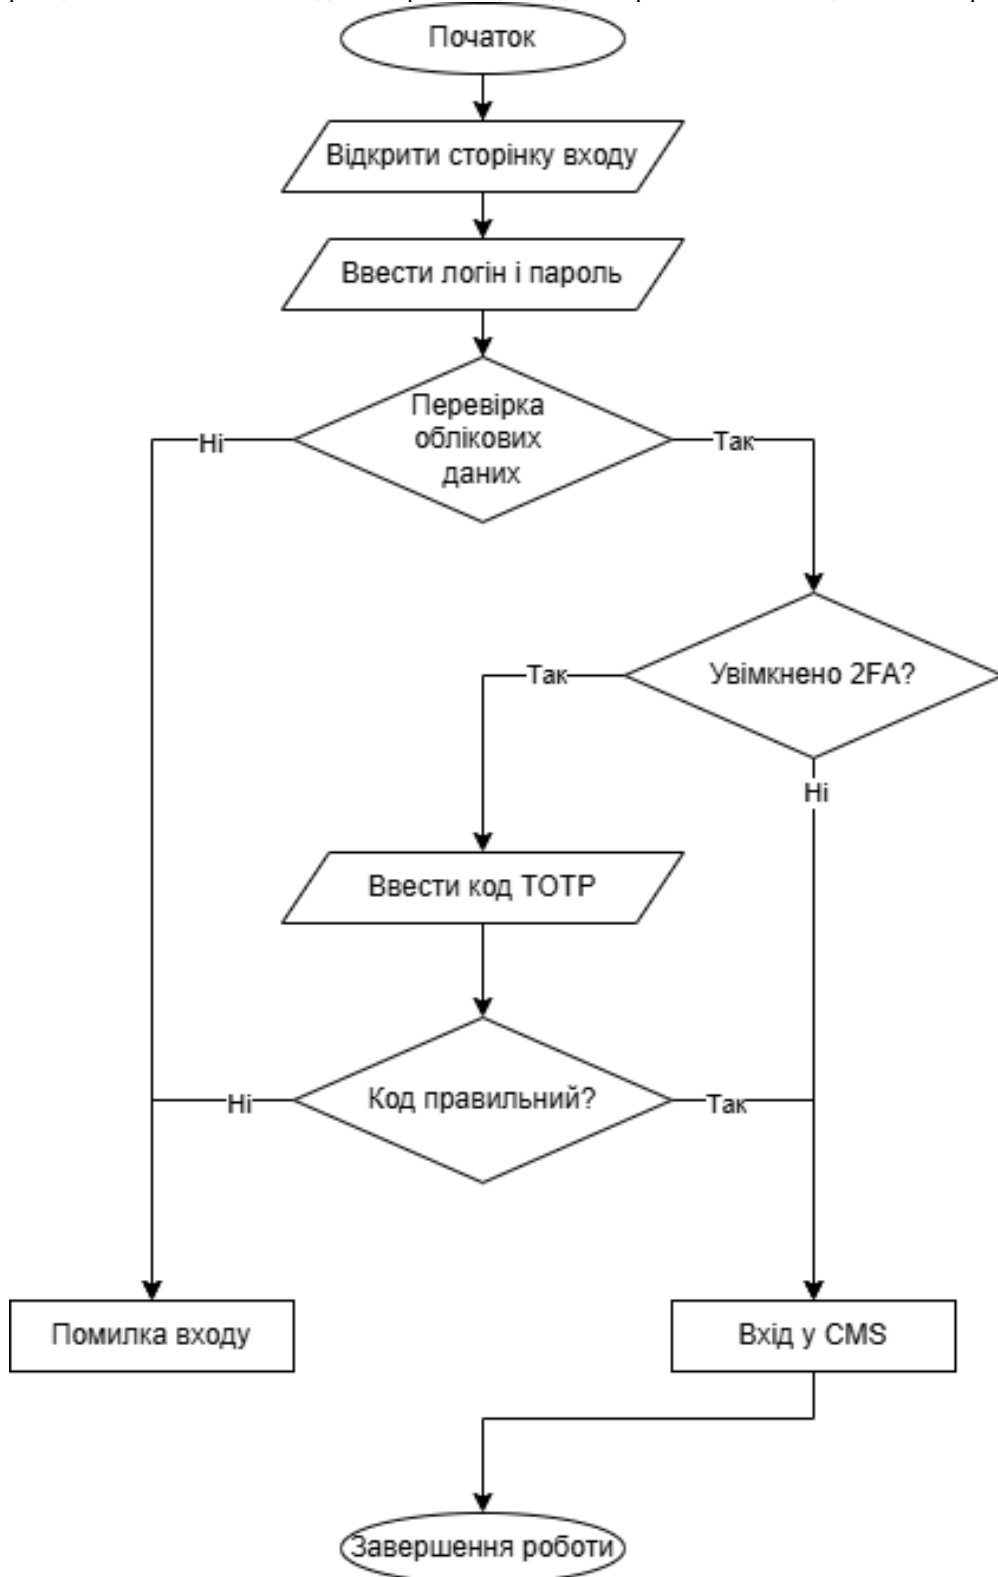 Початок
Відкрити сторінку входу
Ввести логін і пароль
Перевірка
облікових
даних
Ні
Так
Увімкнено 2FA?
Так
Ні
Ввести код TOTP
Код правильний?
Ні
Так
Помилка входу
Вхід у CMS
Завершення роботи